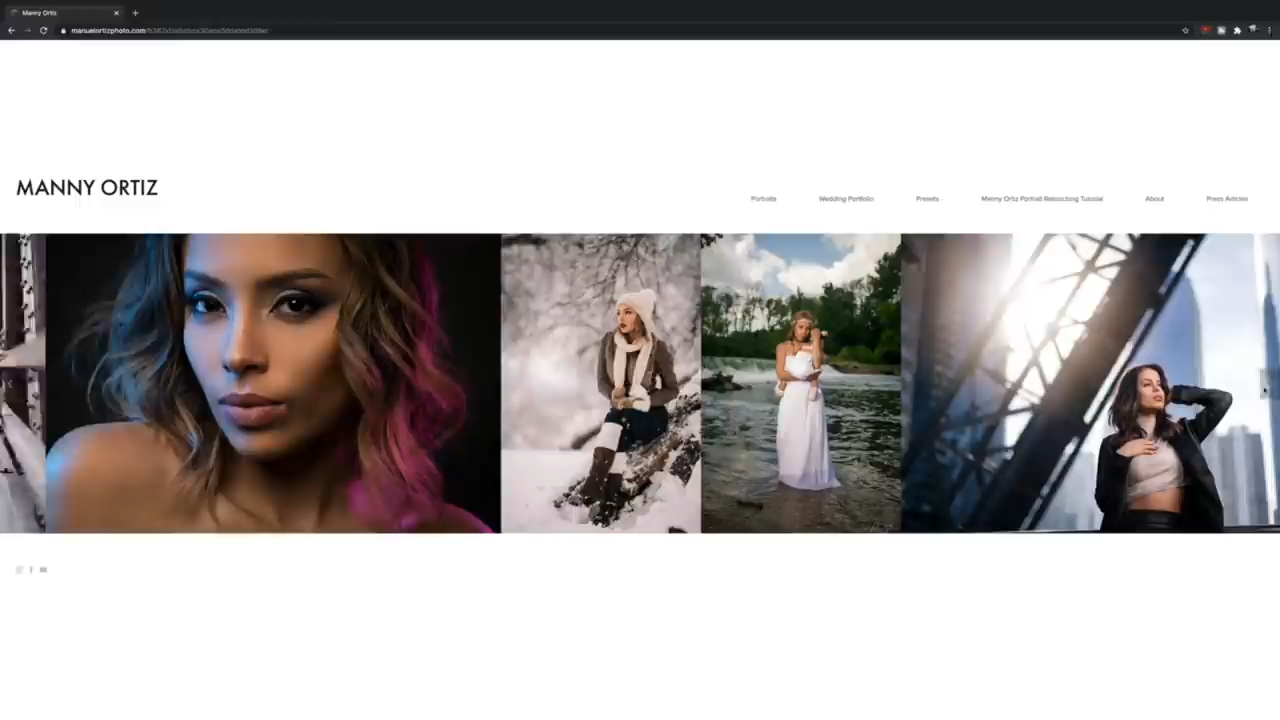 Manny Ortiz
manuelortizphoto.com
MANNY ORTIZ
Portraits
Wedding Portfolio
Presets
Manny Ortiz Portrait Retouching Tutorial
About
Press Articles